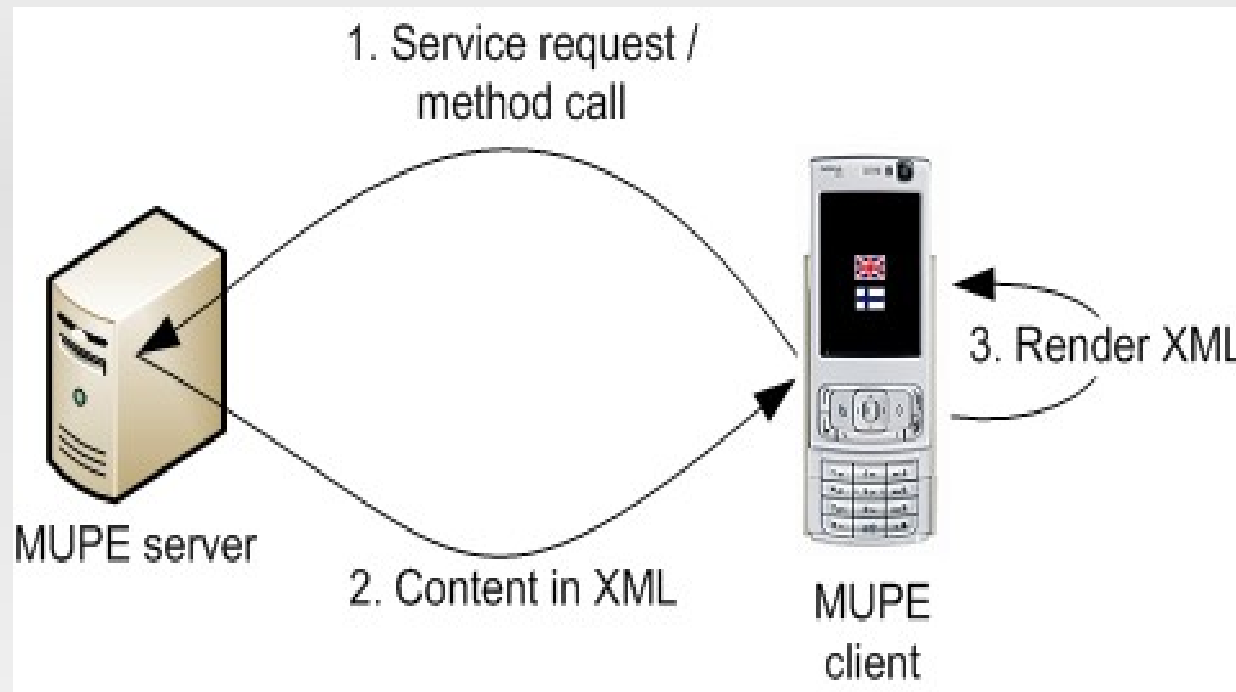 1. Service request /
method call
3. Render XML
MUPE server
2. Content in XML
MUPE
client